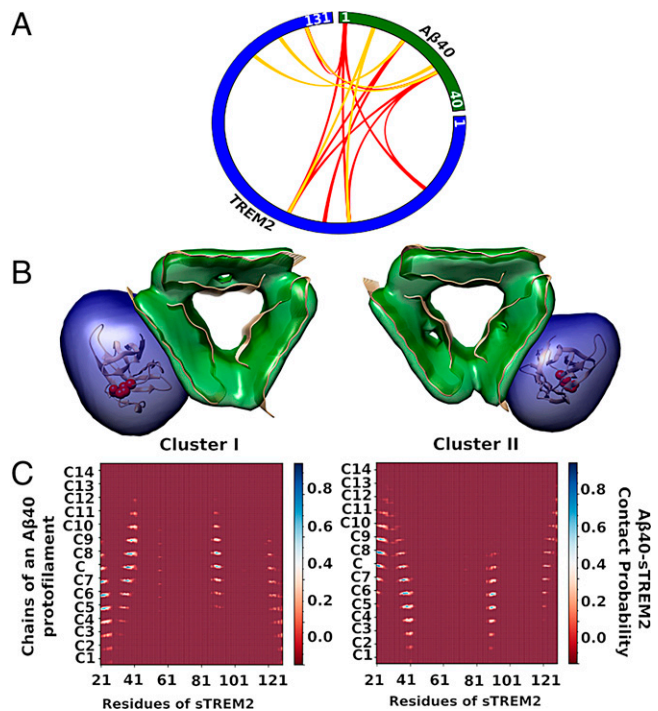 A
131
1
Aβ40
40
1
TREM2
B
Cluster I
Cluster II
C
Chains of an Aβ40
protofilament
C14
C13
C12
C11
C10
C9
C8
C
C7
C6
C5
C4
C3
C2
C1
21 41 61 81 101 121
Residues of sTREM2
0.8
0.6
0.4
0.2
0.0
C14
C13
C12
C11
C10
C9
C8
C
C7
C6
C5
C4
C3
C2
C1
21 41 61 81 101 121
Residues of sTREM2
0.8
0.6
0.4
0.2
0.0
Aβ40-sTREM2
Contact Probability